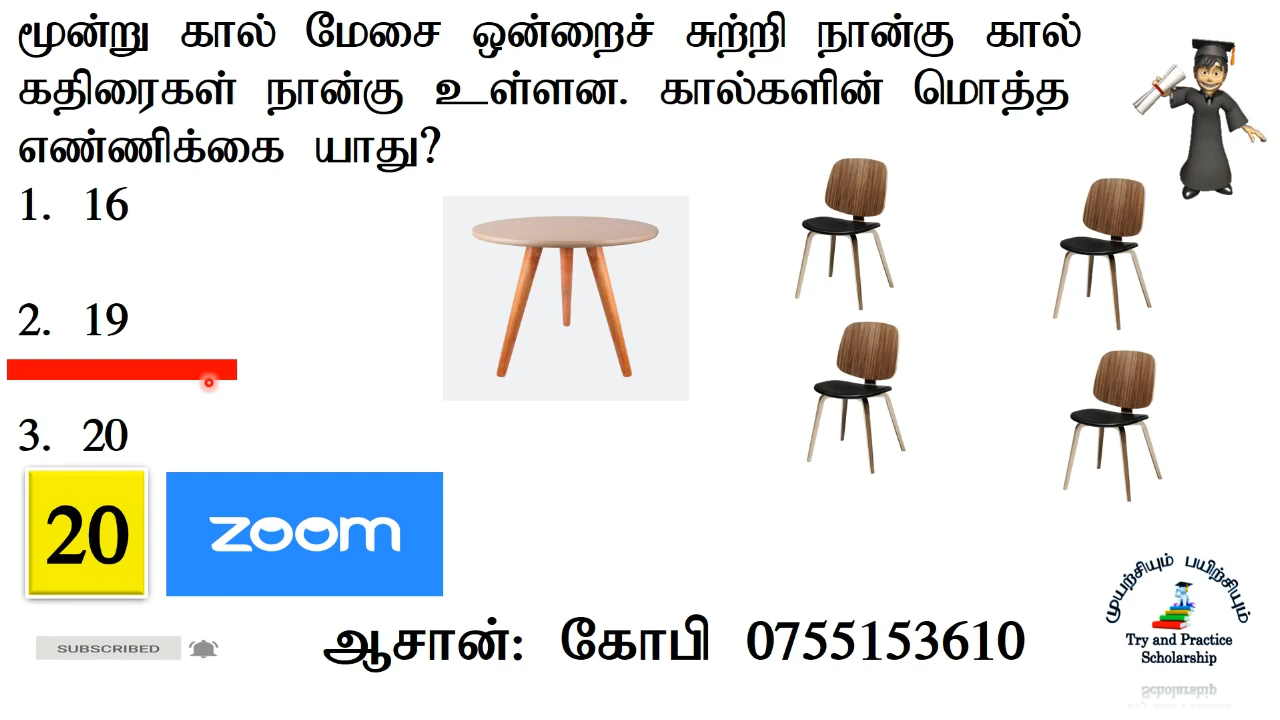 மூன்று கால் மேசை ஒன்றைச் சுற்றி நான்கு கால்
கதிரைகள் நான்கு உள்ளன. கால்களின் மொத்த
எண்ணிக்கை யாது?
1. 16
2. 19
3. 20
20
zoom
SUBSCRIBED
ஆசான்: கோபி 0755153610
முயற்சியும் பயிற்சியும்
Try and Practice
Scholarship